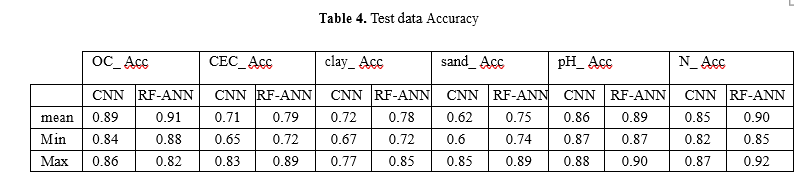 Table 4. Test data Accuracy
OC_ Acc CEC_ Acc clay_ Acc sand_ Acc pH_ Acc N_ Acc
CNN RF-ANN CNN RF-ANN CNN RF-ANN CNN RF-ANN CNN RF-ANN CNN RF-ANN
mean 0.89 0.91 0.71 0.79 0.72 0.78 0.62 0.75 0.86 0.89 0.85 0.90
Min 0.84 0.88 0.65 0.72 0.67 0.72 0.6 0.74 0.87 0.87 0.82 0.85
Max 0.86 0.82 0.83 0.89 0.77 0.85 0.85 0.89 0.88 0.90 0.87 0.92